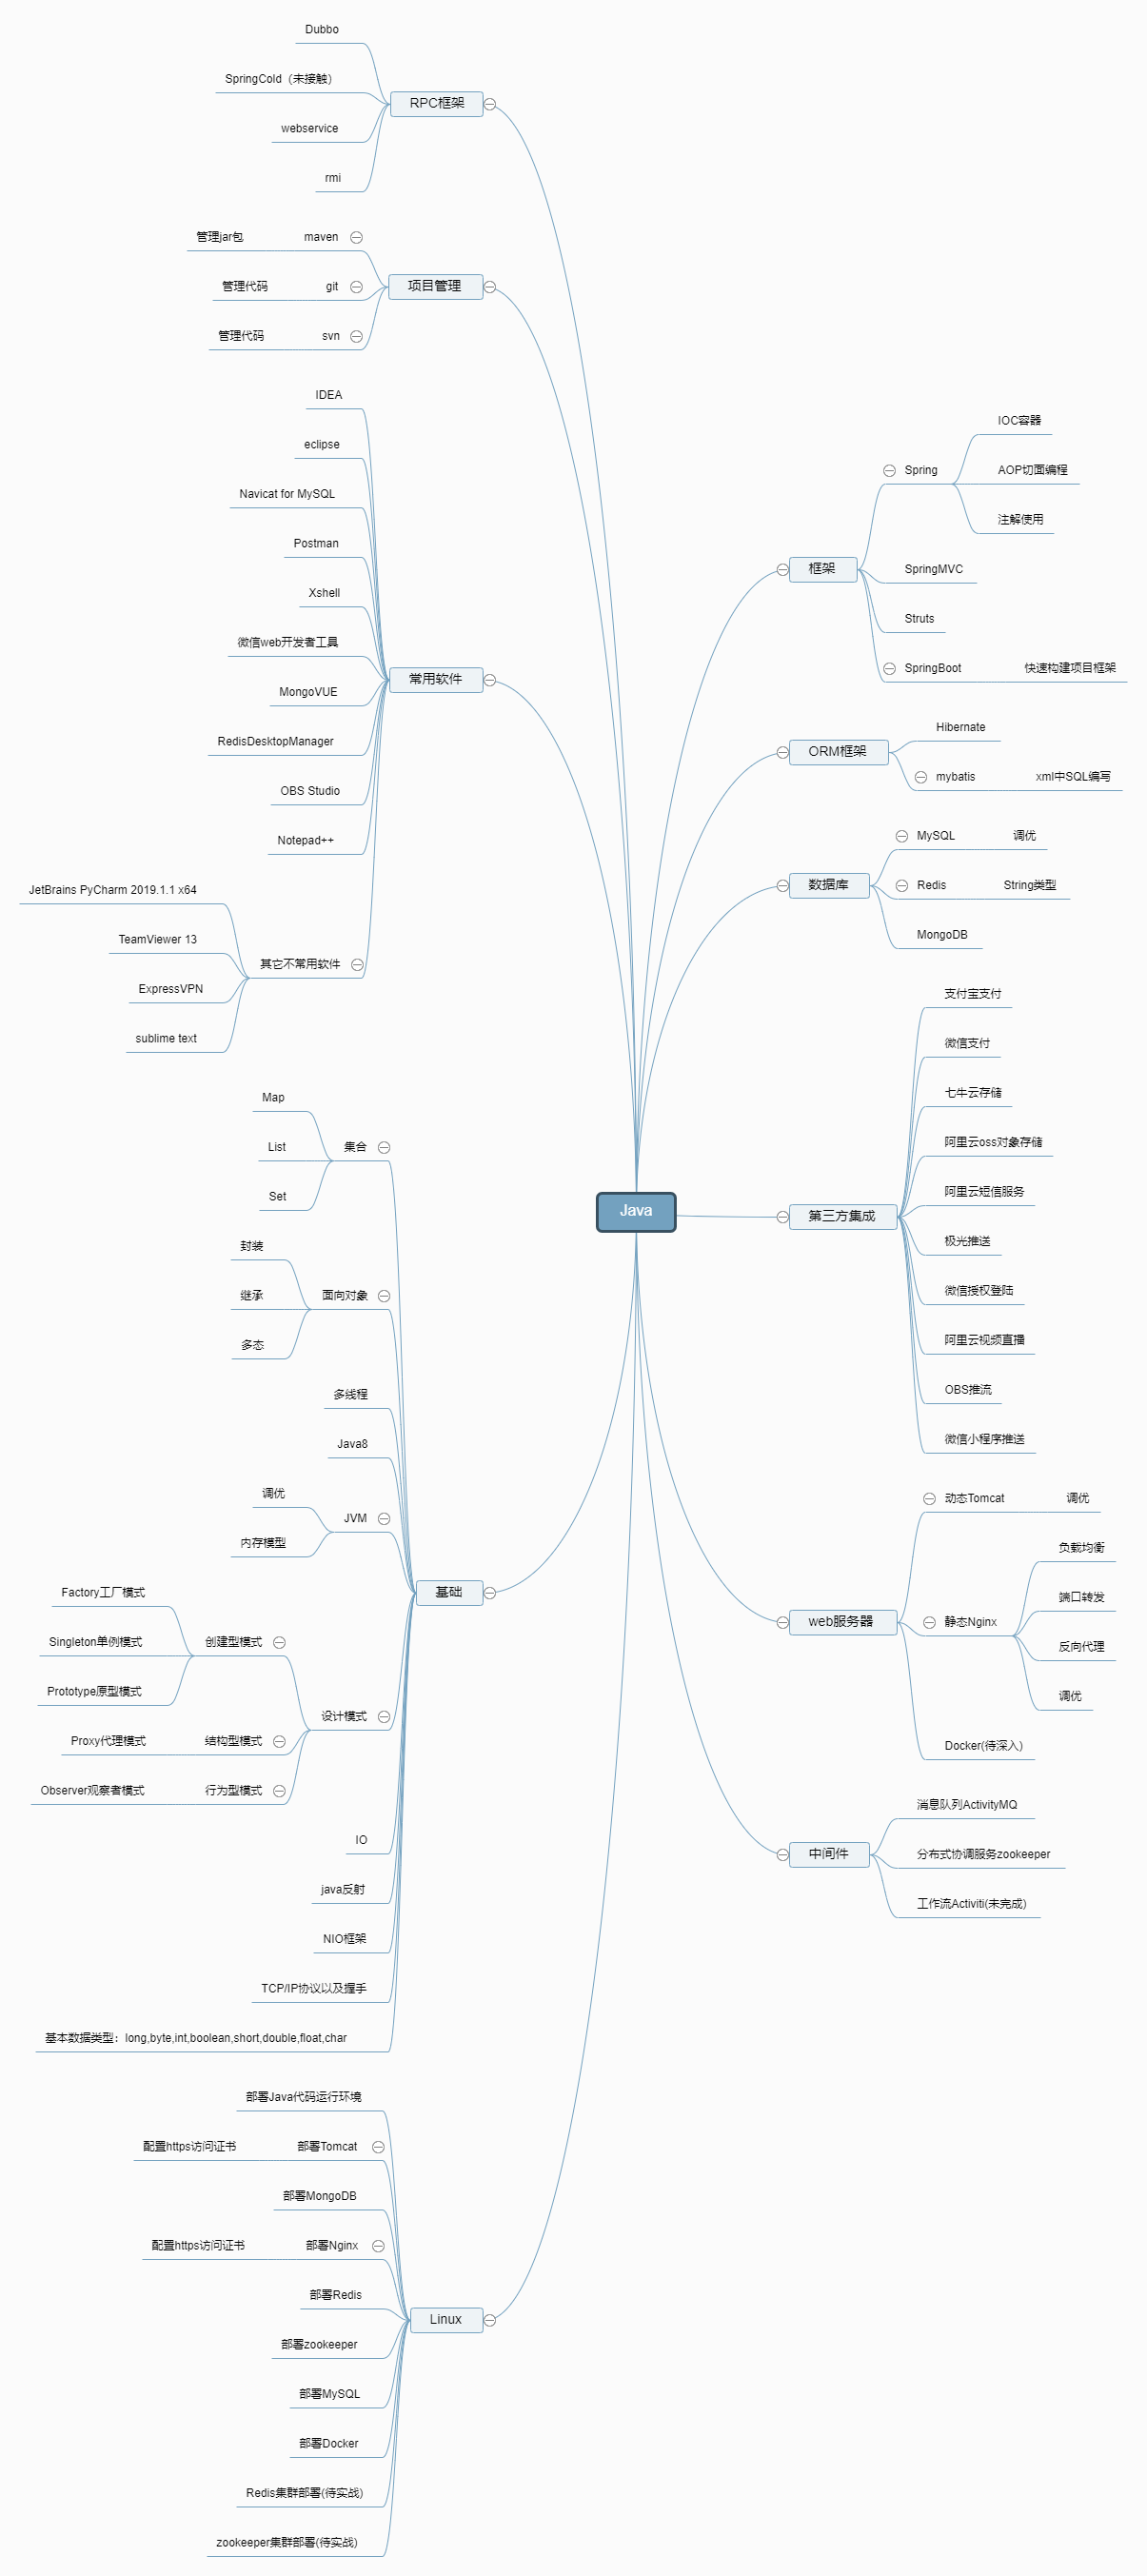 Java
RPC框架
Dubbo
SpringCold（未接触）
webservice
rmi
项目管理
maven
管理jar包
git
管理代码
svn
管理代码
常用软件
IDEA
eclipse
Navicat for MySQL
Postman
Xshell
微信web开发者工具
MongoVUE
RedisDesktopManager
OBS Studio
Notepad++
其它不常用软件
JetBrains PyCharm 2019.1.1 x64
TeamViewer 13
ExpressVPN
sublime text
基础
集合
Map
List
Set
面向对象
封装
继承
多态
多线程
Java8
JVM
调优
内存模型
设计模式
创建型模式
Factory工厂模式
Singleton单例模式
Prototype原型模式
结构型模式
Proxy代理模式
行为型模式
Observer观察者模式
IO
java反射
NIO框架
TCP/IP协议以及握手
基本数据类型：long,byte,int,boolean,short,double,float,char
Linux
部署Java代码运行环境
部署Tomcat
配置https访问证书
部署MongoDB
部署Nginx
配置https访问证书
部署Redis
部署zookeeper
部署MySQL
部署Docker
Redis集群部署(待实战)
zookeeper集群部署(待实战)
框架
Spring
IOC容器
AOP切面编程
注解使用
SpringMVC
Struts
SpringBoot
快速构建项目框架
ORM框架
Hibernate
mybatis
xml中SQL编写
数据库
MySQL
调优
Redis
String类型
MongoDB
第三方集成
支付宝支付
微信支付
七牛云存储
阿里云oss对象存储
阿里云短信服务
极光推送
微信授权登陆
阿里云视频直播
OBS推流
微信小程序推送
web服务器
动态Tomcat
调优
静态Nginx
负载均衡
端口转发
反向代理
调优
Docker(待深入)
中间件
消息队列ActivityMQ
分布式协调服务zookeeper
工作流Activiti(未完成)